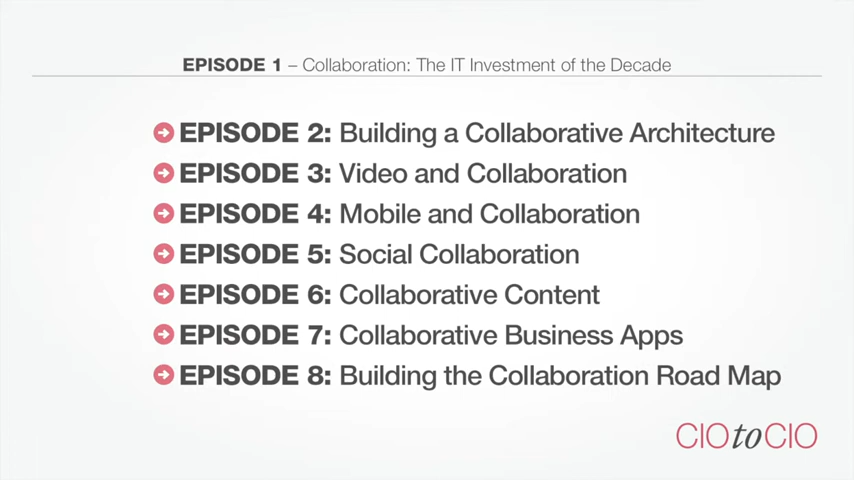 EPISODE 1 – Collaboration: The IT Investment of the Decade
EPISODE 2: Building a Collaborative Architecture
EPISODE 3: Video and Collaboration
EPISODE 4: Mobile and Collaboration
EPISODE 5: Social Collaboration
EPISODE 6: Collaborative Content
EPISODE 7: Collaborative Business Apps
EPISODE 8: Building the Collaboration Road Map
CIOtoCIO